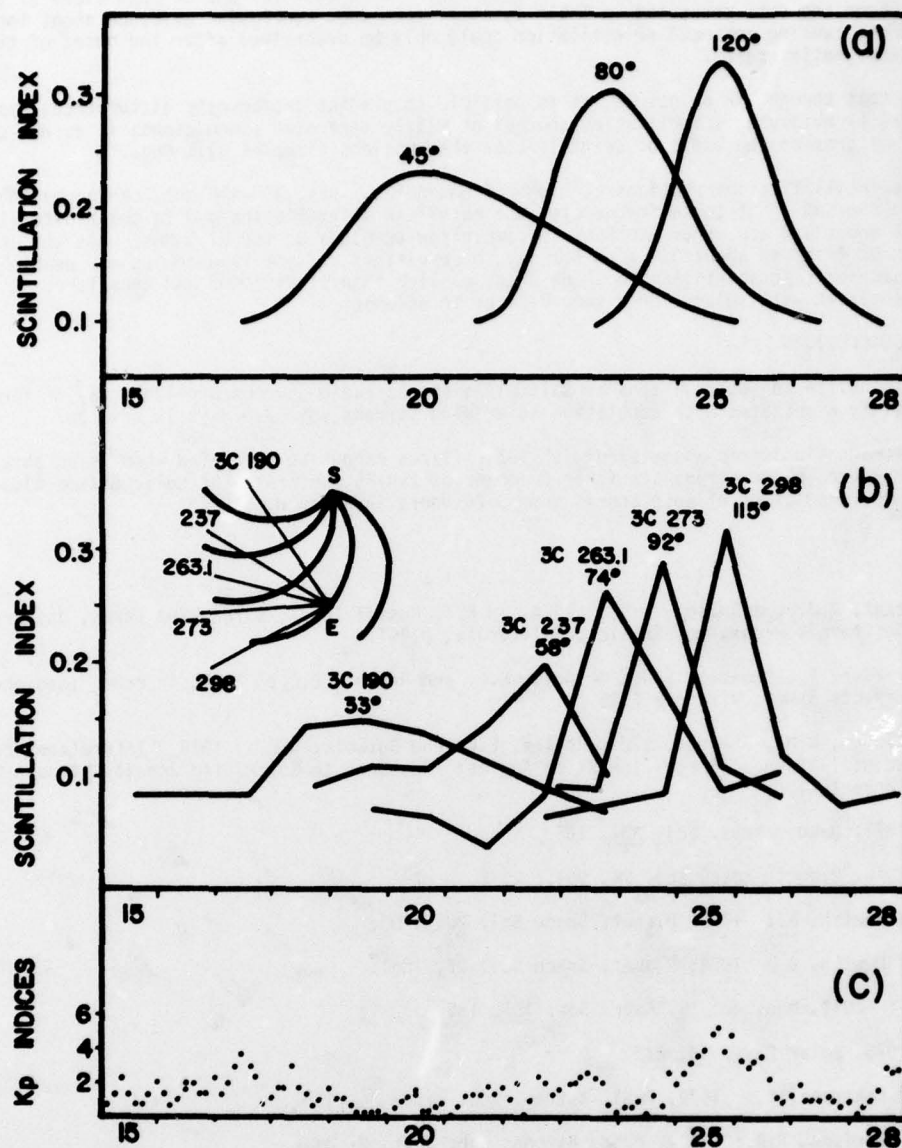 (a)
120°
80°
45°
0.3
0.2
0.1
SCINTILLATION INDEX
15 20 25 28
(b)
3C 190
S
237
263.1
273
298
E
3C 298
115°
3C 273
92°
3C 263.1
74°
3C 237
56°
3C 190
33°
0.3
0.2
0.1
SCINTILLATION INDEX
15 20 25 28
(c)
6
4
2
Kp INDICES
15 20 25 28